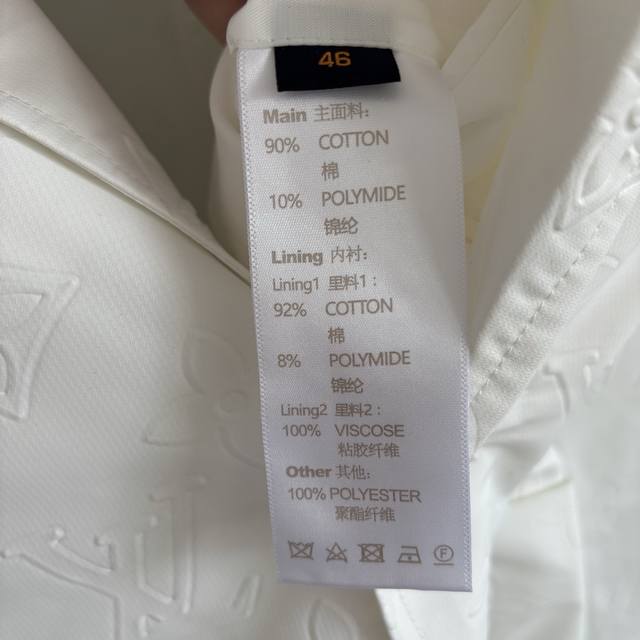 46
Main 主面料:
90% COTTON
棉
10% POLYMIDE
锦纶
Lining 内衬:
Lining1 里料1:
92% COTTON
棉
8% POLYMIDE
锦纶
Lining2 里料2:
100% VISCOSE
粘胶纤维
Other 其他:
100% POLYESTER
聚酯纤维